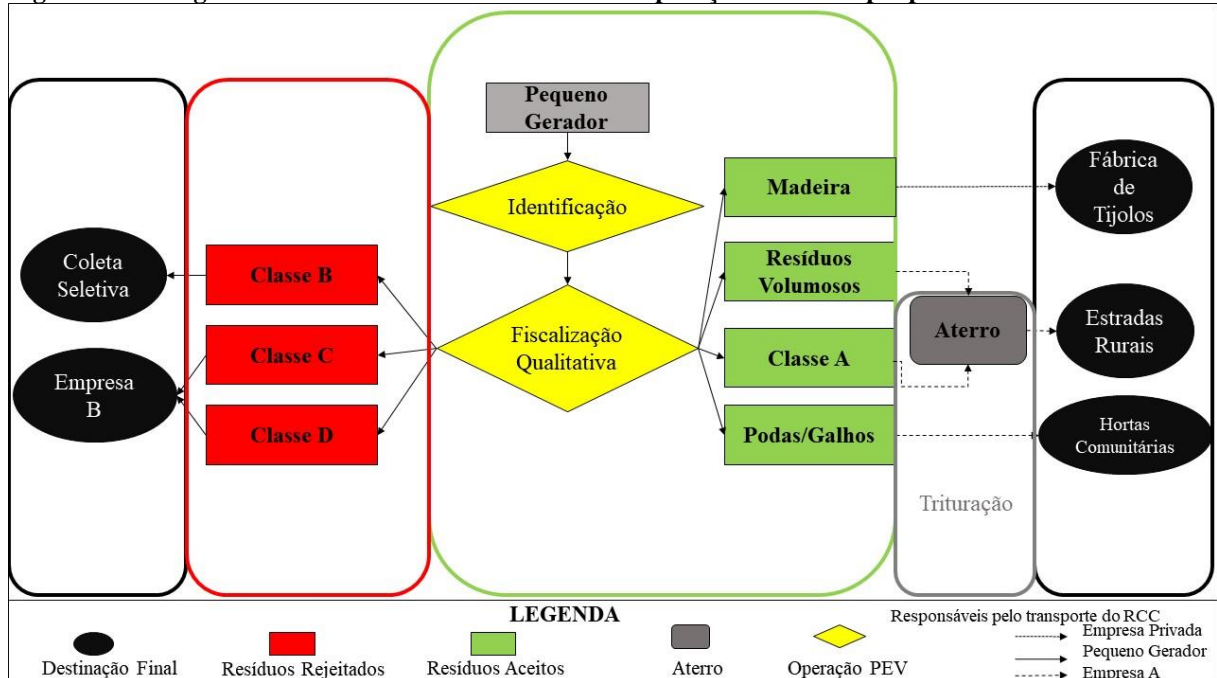 Pequeno
Gerador
Identificação
Fiscalização
Qualitativa
Coleta
Seletiva
Empresa
B
Classe B
Classe C
Classe D
Madeira
Resíduos
Volumosos
Classe A
Podas/Galhos
Aterro
Trituração
Fábrica
de
Tijolos
Estradas
Rurais
Hortas
Comunitárias
LEGENDA
Destinação Final
Resíduos Rejeitados
Resíduos Aceitos
Aterro
Operação PEV
Responsáveis pelo transporte do RCC
Empresa Privada
Pequeno Gerador
Empresa A